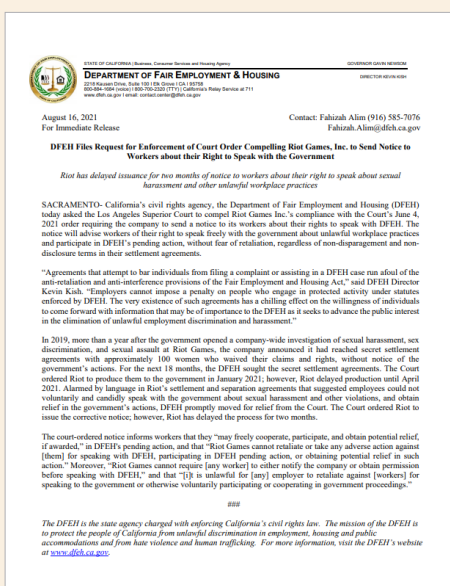 STATE OF CALIFORNIA | Business, Consumer Services and Housing Agency GOVERNOR GAVIN NEWSOM
DEPARTMENT OF FAIR EMPLOYMENT & HOUSING DIRECTOR KEVIN KISH
2218 Kausen Drive, Suite 100 | Elk Grove | CA | 95758
800-884-1684 (voice) | 800-700-2320 (TTY) | California's Relay Service at 711
www.dfeh.ca.gov | email: contact.center@dfeh.ca.gov
August 16, 2021 Contact: Fahizah Alim (916) 585-7076
For Immediate Release Fahizah.Alim@dfeh.ca.gov
DFEH Files Request for Enforcement of Court Order Compelling Riot Games, Inc. to Send Notice to
Workers about their Right to Speak with the Government
Riot has delayed issuance for two months of notice to workers about their right to speak about sexual
harassment and other unlawful workplace practices
SACRAMENTO- California's civil rights agency, the Department of Fair Employment and Housing (DFEH)
today asked the Los Angeles Superior Court to compel Riot Games Inc.'s compliance with the Court's June 4,
2021 order requiring the company to send a notice to its workers about their rights to speak with DFEH. The
notice will advise workers of their right to speak freely with the government about unlawful workplace practices
and participate in DFEH's pending action, without fear of retaliation, regardless of non-disparagement and non-
disclosure terms in their settlement agreements.
"Agreements that attempt to bar individuals from filing a complaint or assisting in a DFEH case run afoul of the
anti-retaliation and anti-interference provisions of the Fair Employment and Housing Act," said DFEH Director
Kevin Kish. "Employers cannot impose a penalty on people who engage in protected activity under statutes
enforced by DFEH. The very existence of such agreements has a chilling effect on the willingness of individuals
to come forward with information that may be of importance to the DFEH as it seeks to advance the public interest
in the elimination of unlawful employment discrimination and harassment."
In 2019, more than a year after the government opened a company-wide investigation of sexual harassment, sex
discrimination, and sexual assault at Riot Games, the company announced it had reached secret settlement
agreements with approximately 100 women who waived their claims and rights, without notice of the
government's actions. For the next 18 months, the DFEH sought the secret settlement agreements. The Court
ordered Riot to produce them to the government in January 2021; however, Riot delayed production until April
2021. Alarmed by language in Riot's settlement and separation agreements that suggested employees could not
voluntarily and candidly speak with the government about sexual harassment and other violations, and obtain
relief in the government's actions, DFEH promptly moved for relief from the Court. The Court ordered Riot to
issue the corrective notice; however, Riot has delayed the process for two months.
The court-ordered notice informs workers that they "may freely cooperate, participate, and obtain potential relief,
if awarded," in DFEH's pending action, and that "Riot Games cannot retaliate or take any adverse action against
[them] for speaking with DFEH, participating in DFEH pending action, or obtaining potential relief in such
action." Moreover, "Riot Games cannot require [any worker] to either notify the company or obtain permission
before speaking with DFEH," and that "[i]t is unlawful for [any] employer to retaliate against [workers] for
speaking to the government or otherwise voluntarily participating or cooperating in government proceedings."
###
The DFEH is the state agency charged with enforcing California's civil rights law. The mission of the DFEH is
to protect the people of California from unlawful discrimination in employment, housing and public
accommodations and from hate violence and human trafficking. For more information, visit the DFEH's website
at www.dfeh.ca.gov.